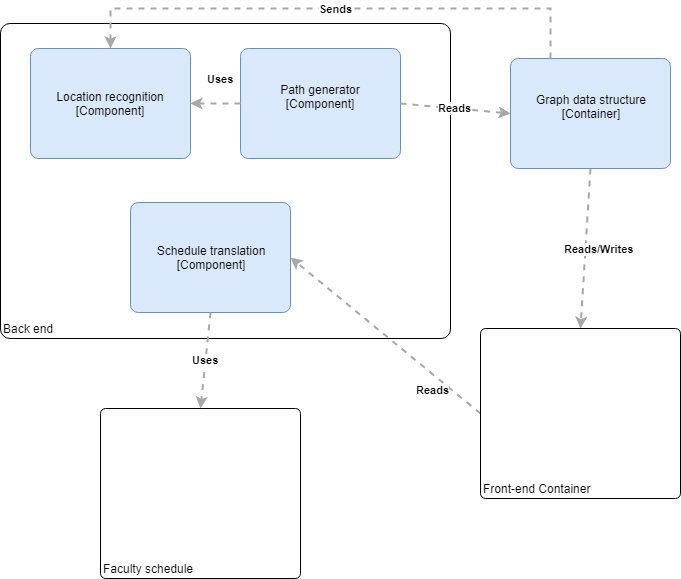 Sends
Location recognition
[Component]
Uses
Path generator
[Component]
Reads
Graph data structure
[Container]
Schedule translation
[Component]
Reads/Writes
Back end
Uses
Reads
Front-end Container
Faculty schedule